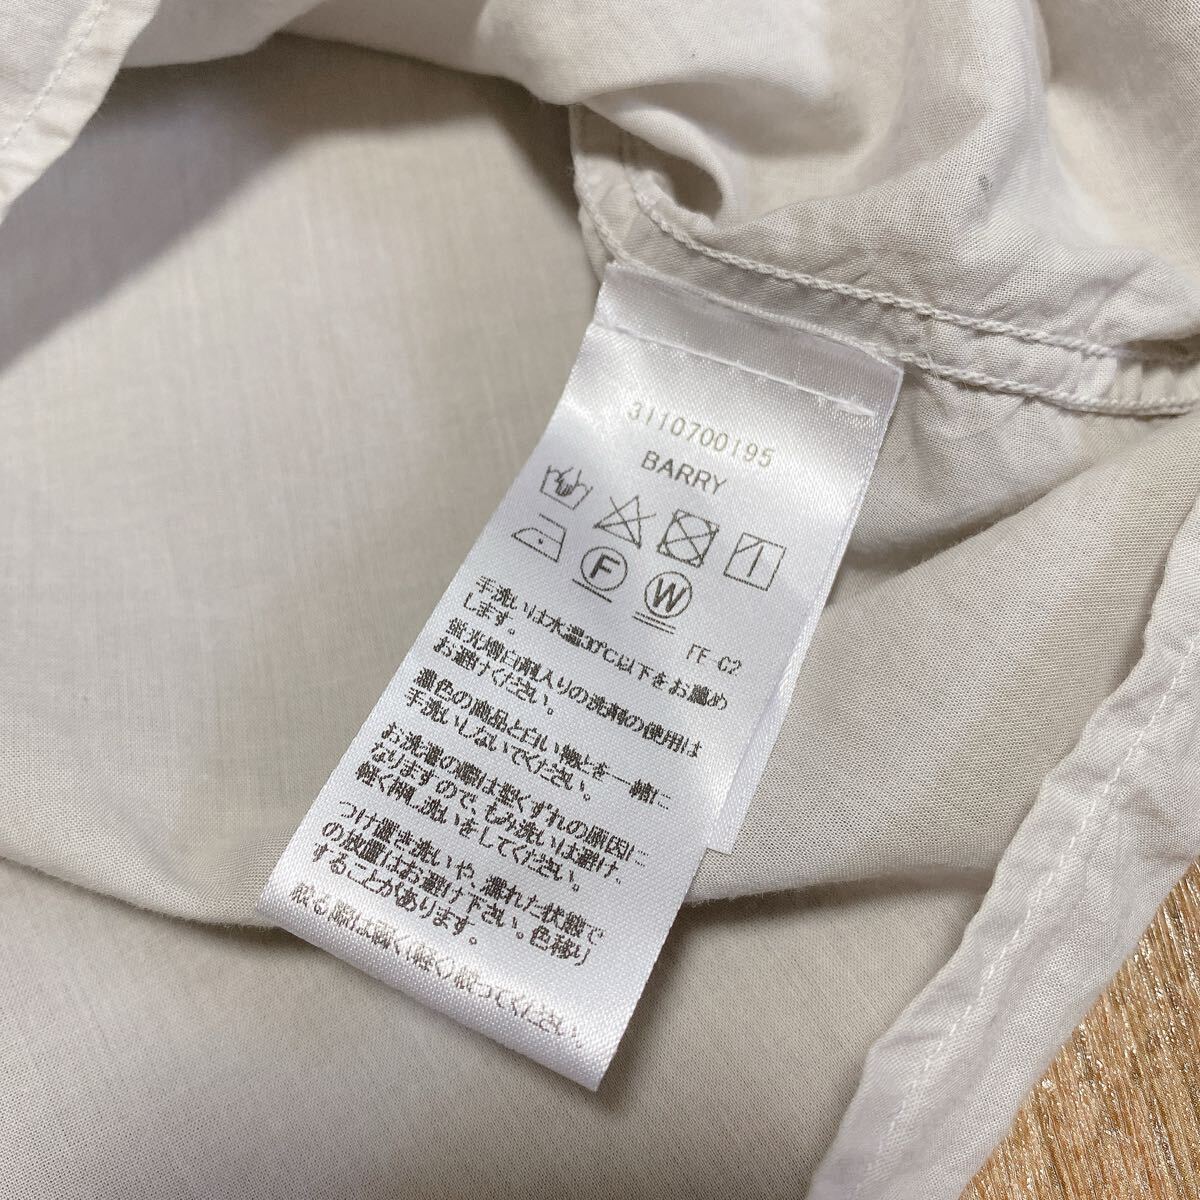 3110700195
BARRY
F
W
FF-C2
手洗いは水温30℃以下をお薦め
します。
蛍光増白剤入りの洗剤の使用は
お避けください。
濃色の商品と白い物とを一緒に
手洗いしないでください。
お洗濯の際は型くずれの原因に
なりますので、もみ洗いは避け、
軽く押し洗いをしてください。
つけ置き洗いや、濡れた状態で
の放置はお避け下さい。色移り
することがあります。
絞る際は弱く（軽く）絞ってください。